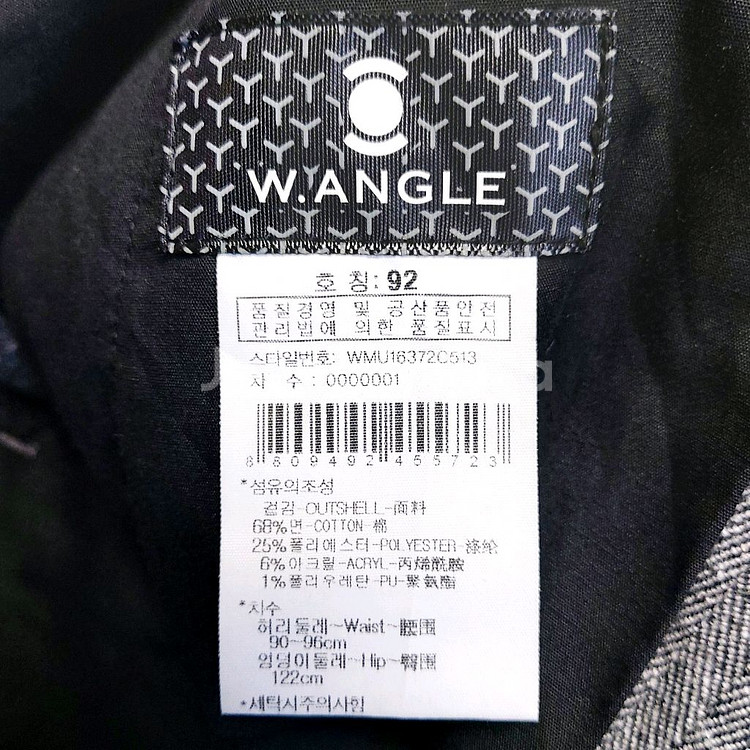 W.ANGLE
호 칭: 92
품질경영 및 공산품안전
관리법에 의한 품질표시
스타일번호: WMU16372C513
차 수 : 0000001
8 809492 455723
*섬유의조성
겉감-OUTSHELL-面料
68%면-COTTON-棉
25%폴리에스터-POLYESTER-涤纶
6%아크릴-ACRYL-丙烯酰胺
1%폴리우레탄-PU-聚氨酯
*치수
허리둘레~Waist~腰围
90~96cm
엉덩이둘레~Hip~臀围
122cm
*세탁시주의사항